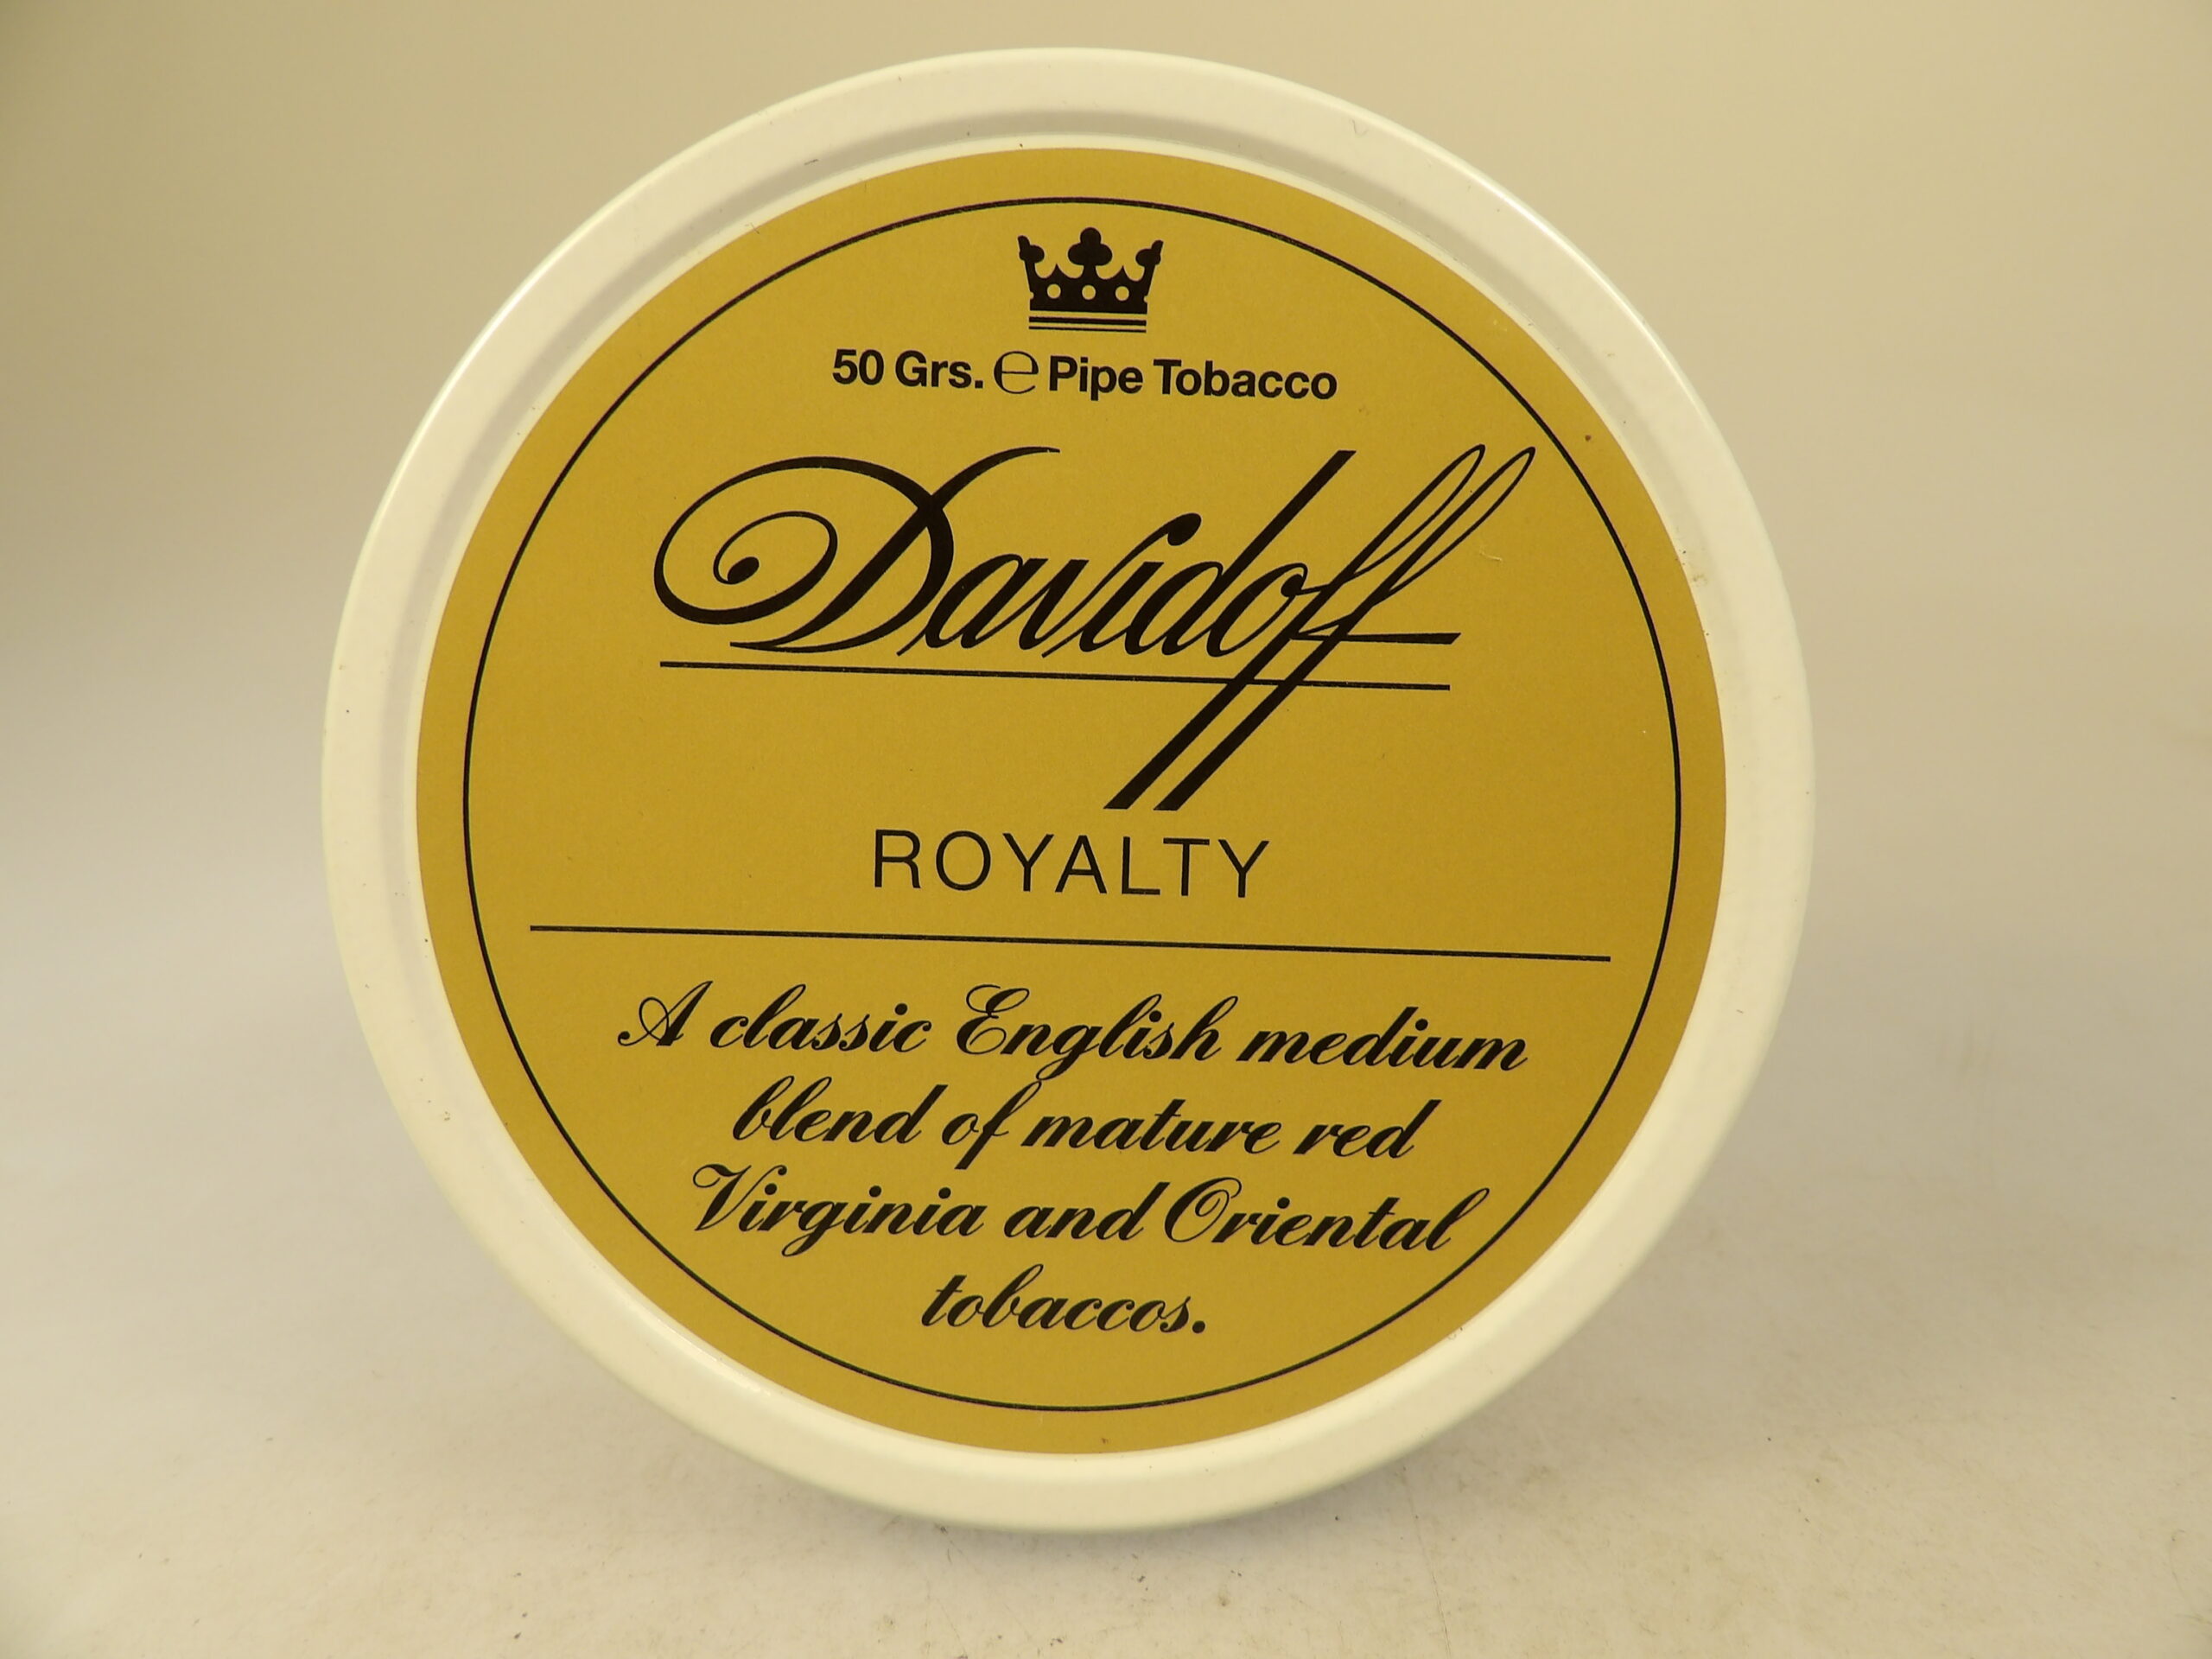 50 Grs. ℮ Pipe Tobacco
Davidoff
ROYALTY
A classic English medium
blend of mature red
Virginia and Oriental
tobaccos.